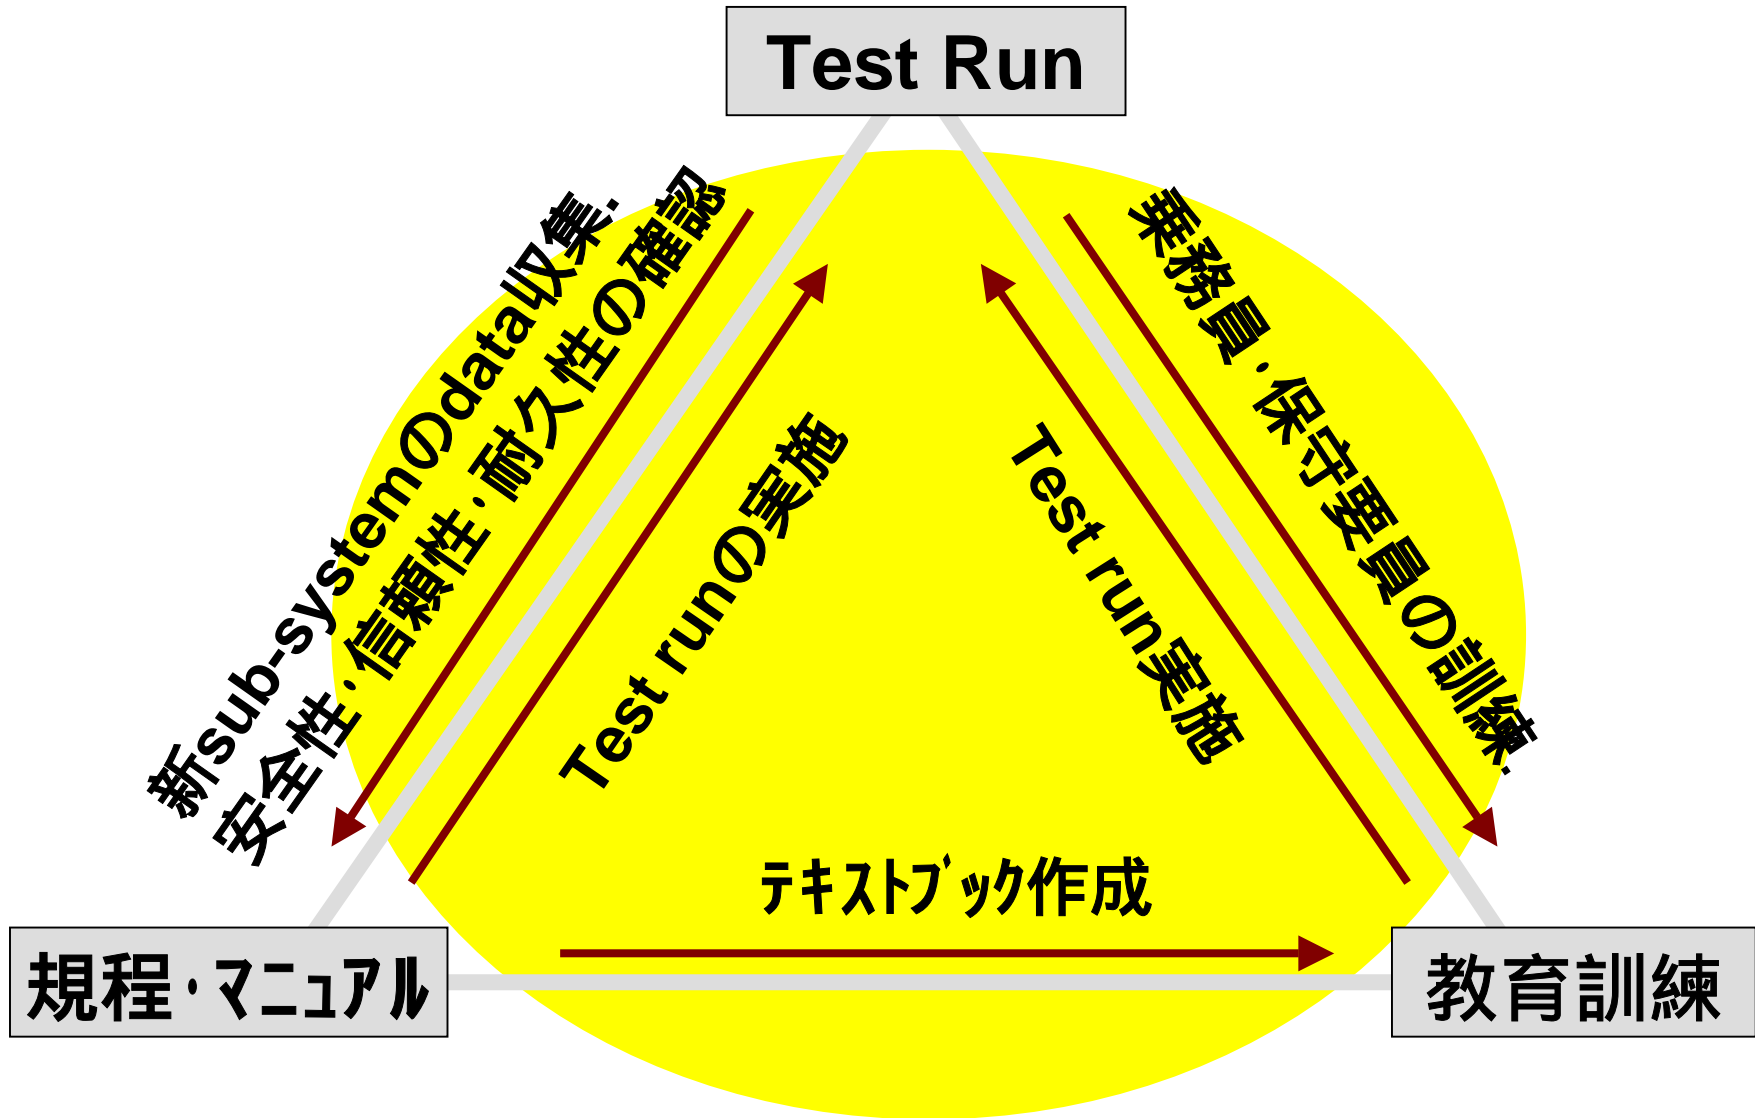 Test Run
新sub-systemのdata収集.
安全性･信頼性･耐久性の確認
Test runの実施
Test run実施
乗務員･保守要員の訓練.
ﾃｷｽﾄﾌﾞｯｸ作成
規程･ﾏﾆｭｱﾙ
教育訓練